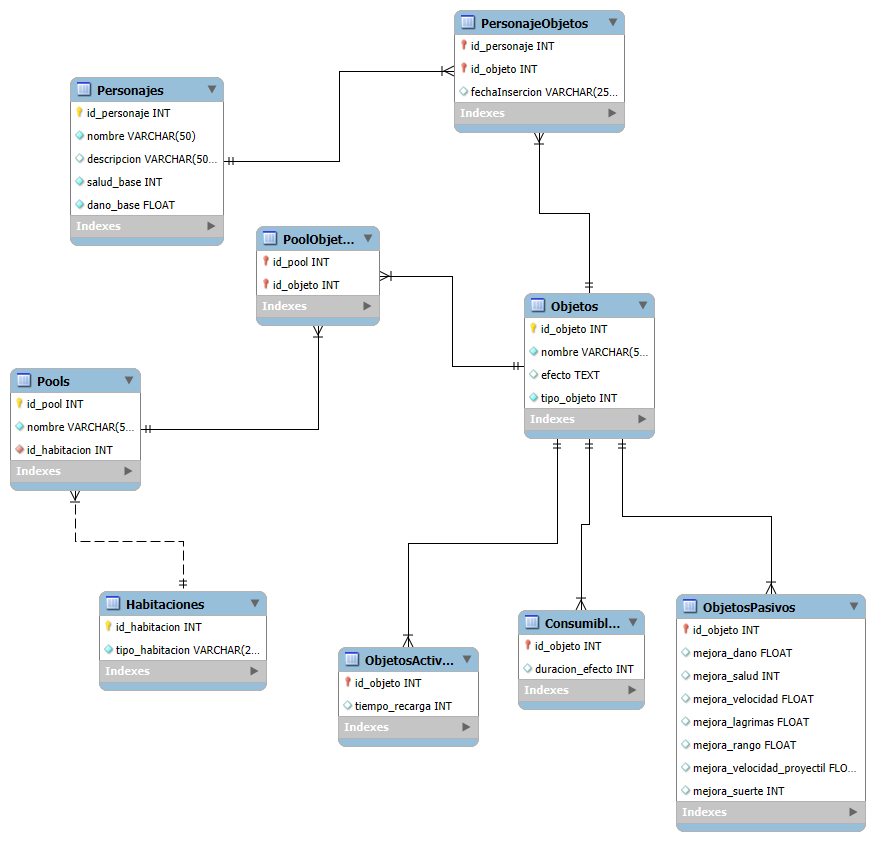 PersonajeObjetos
id_personaje INT
id_objeto INT
fechaInsercion VARCHAR(25...
Indexes
Personajes
id_personaje INT
nombre VARCHAR(50)
descripcion VARCHAR(50...
salud_base INT
dano_base FLOAT
Indexes
PoolObjet...
id_pool INT
id_objeto INT
Indexes
Objetos
id_objeto INT
nombre VARCHAR(5...
efecto TEXT
tipo_objeto INT
Indexes
Pools
id_pool INT
nombre VARCHAR(5...
id_habitacion INT
Indexes
Habitaciones
id_habitacion INT
tipo_habitacion VARCHAR(2...
Indexes
ObjetosActiv...
id_objeto INT
tiempo_recarga INT
Indexes
Consumibl...
id_objeto INT
duracion_efecto INT
Indexes
ObjetosPasivos
id_objeto INT
mejora_dano FLOAT
mejora_salud INT
mejora_velocidad FLOAT
mejora_lagrimas FLOAT
mejora_rango FLOAT
mejora_velocidad_proyectil FLO...
mejora_suerte INT
Indexes